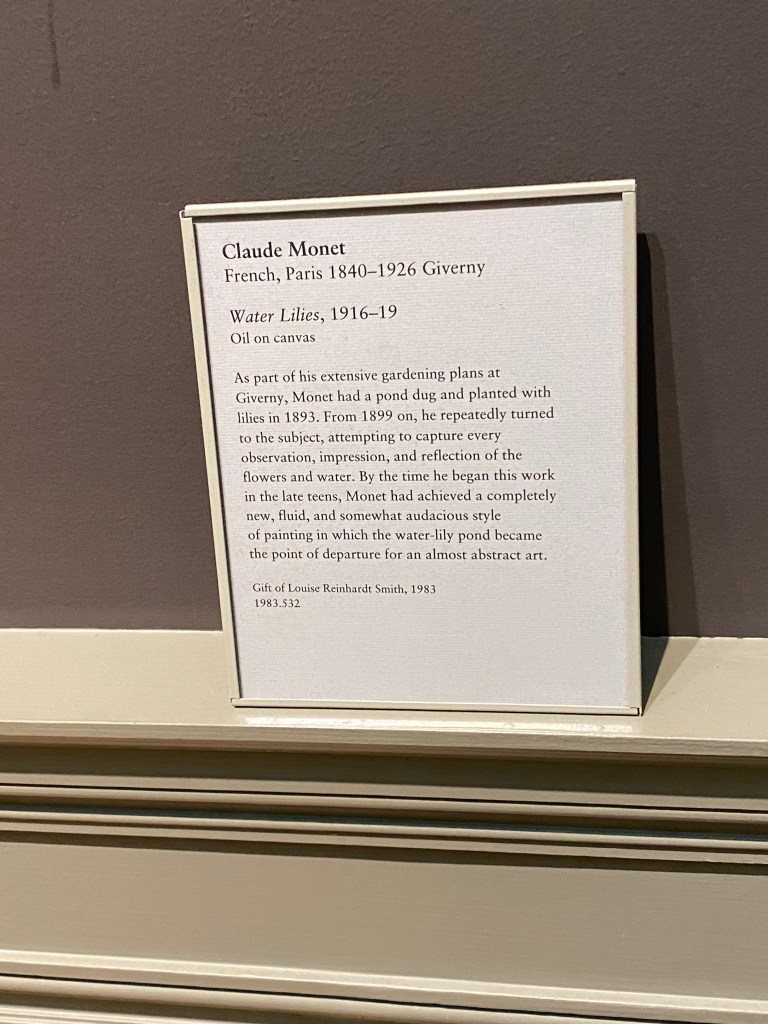 Claude Monet
French, Paris 1840–1926 Giverny
Water Lilies, 1916–19
Oil on canvas
As part of his extensive gardening plans at
Giverny, Monet had a pond dug and planted with
lilies in 1893. From 1899 on, he repeatedly turned
to the subject, attempting to capture every
observation, impression, and reflection of the
flowers and water. By the time he began this work
in the late teens, Monet had achieved a completely
new, fluid, and somewhat audacious style
of painting in which the water-lily pond became
the point of departure for an almost abstract art.
Gift of Louise Reinhardt Smith, 1983
1983.532